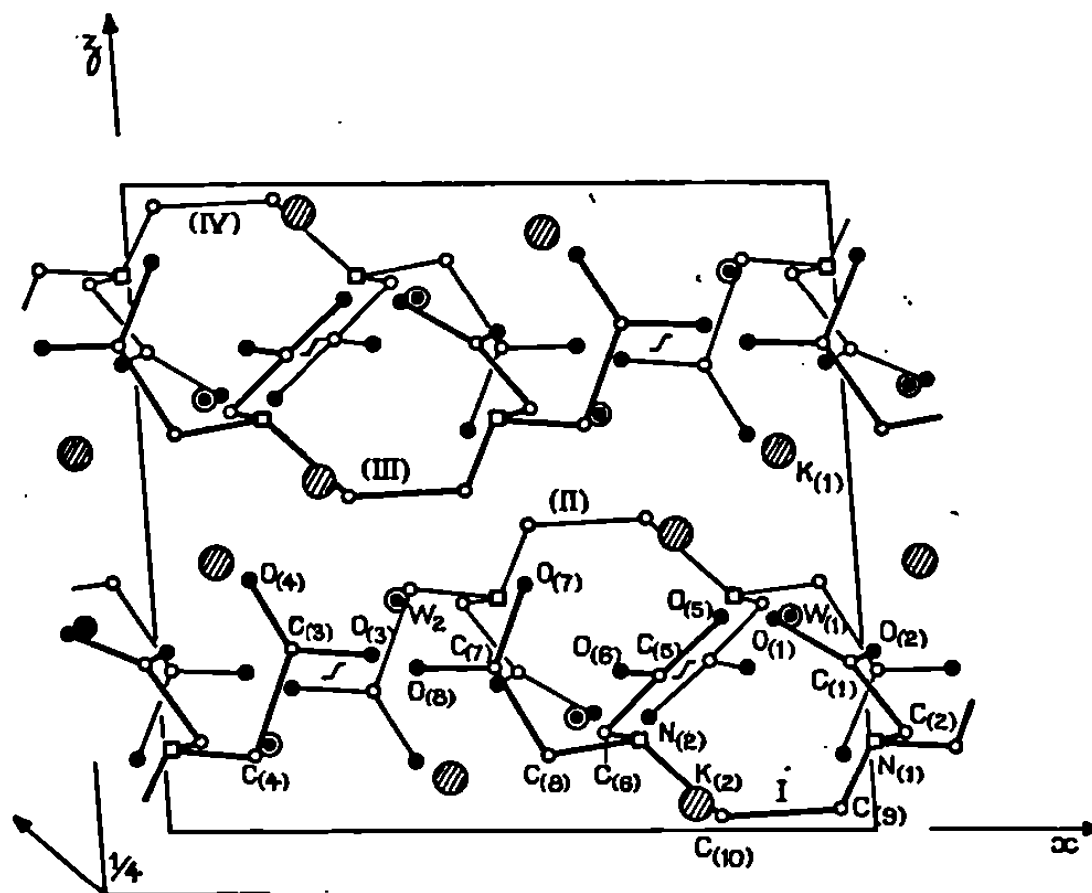 z
(IV)
(III)
K(1)
(II)
O(4)
O(7)
C(3)
O(3)
W2
O(5)
W(1)
O(1)
O(2)
C(7)
O(6)
C(5)
O(8)
C(1)
C(2)
N(2)
C(4)
C(8)
C(6)
K(2)
I
N(1)
C(9)
C(10)
x
1/4